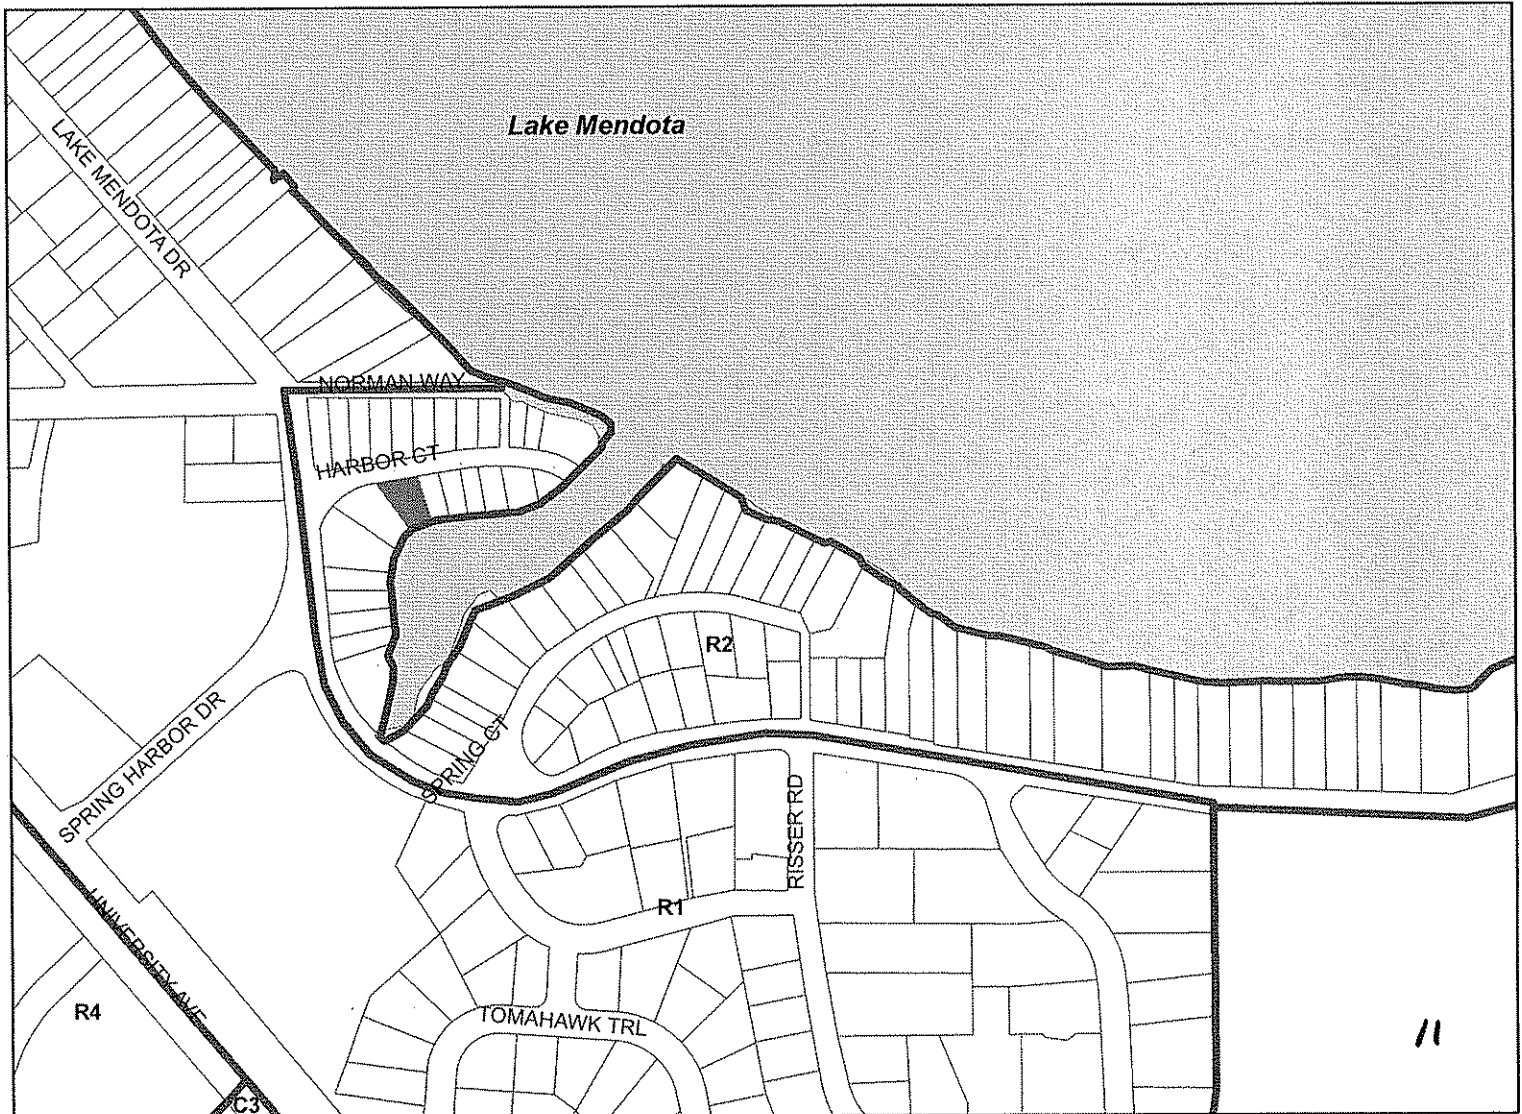 Lake Mendota
LAKE MENDOTA DR
NORMAN WAY
HARBOR CT
R2
SPRING CT
SPRING HARBOR DR
RISSER RD
R1
UNIVERSITY AVE
R4
TOMAHAWK TRL
11
C3